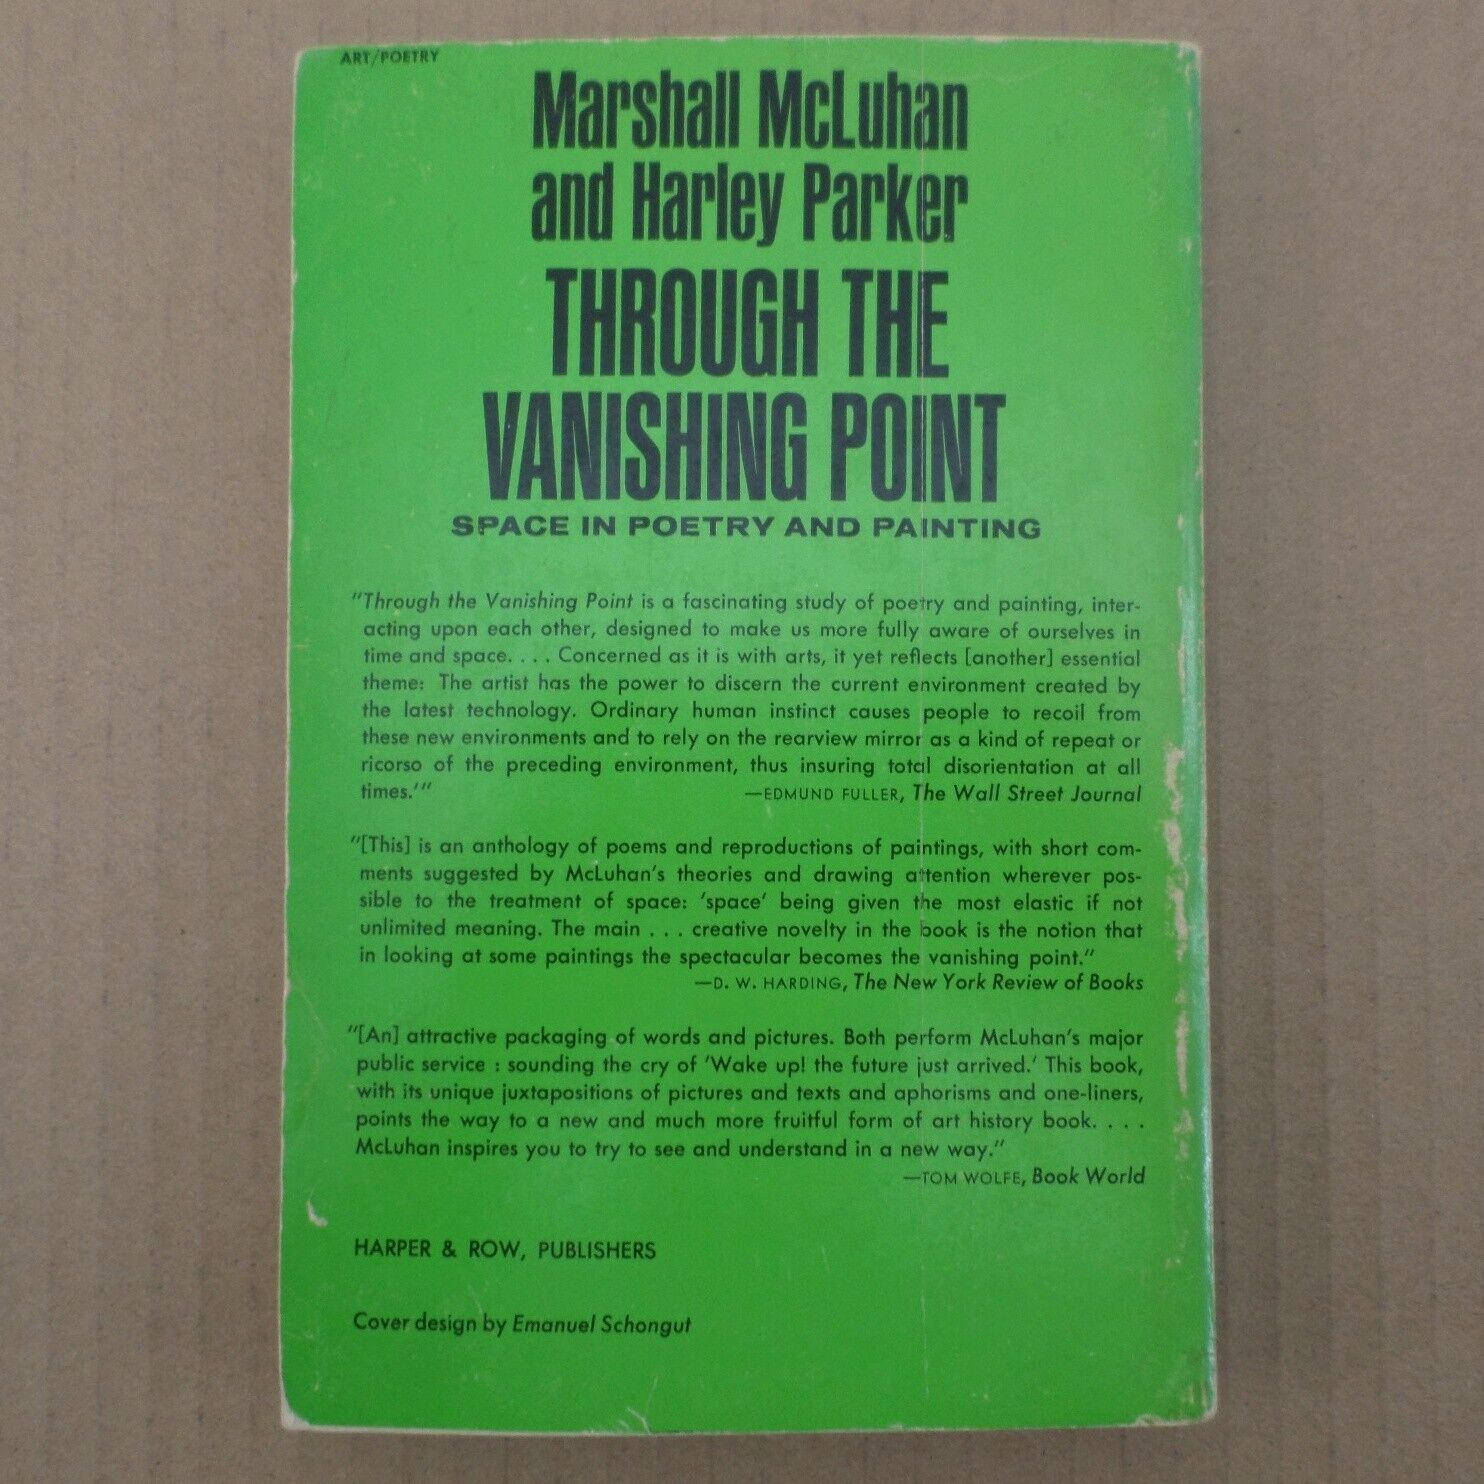 ART/POETRY
Marshall McLuhan
and Harley Parker
THROUGH THE
VANISHING POINT
SPACE IN POETRY AND PAINTING
"Through the Vanishing Point is a fascinating study of poetry and painting, inter-
acting upon each other, designed to make us more fully aware of ourselves in
time and space. . . . Concerned as it is with arts, it yet reflects [another] essential
theme: The artist has the power to discern the current environment created by
the latest technology. Ordinary human instinct causes people to recoil from
these new environments and to rely on the rearview mirror as a kind of repeat or
ricorso of the preceding environment, thus insuring total disorientation at all
times.'" —EDMUND FULLER, The Wall Street Journal
"[This] is an anthology of poems and reproductions of paintings, with short com-
ments suggested by McLuhan's theories and drawing attention wherever pos-
sible to the treatment of space: 'space' being given the most elastic if not
unlimited meaning. The main . . . creative novelty in the book is the notion that
in looking at some paintings the spectacular becomes the vanishing point."
—D. W. HARDING, The New York Review of Books
"[An] attractive packaging of words and pictures. Both perform McLuhan's major
public service : sounding the cry of 'Wake up! the future just arrived.' This book,
with its unique juxtapositions of pictures and texts and aphorisms and one-liners,
points the way to a new and much more fruitful form of art history book. . . .
McLuhan inspires you to try to see and understand in a new way."
—TOM WOLFE, Book World
HARPER & ROW, PUBLISHERS
Cover design by Emanuel Schongut